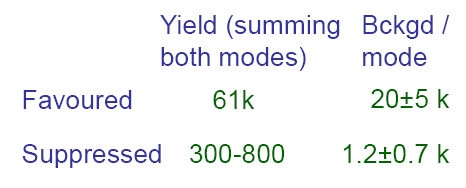 Yield (summing Bckgd /
both modes) mode
Favoured 61k 20±5 k
Suppressed 300-800 1.2±0.7 k